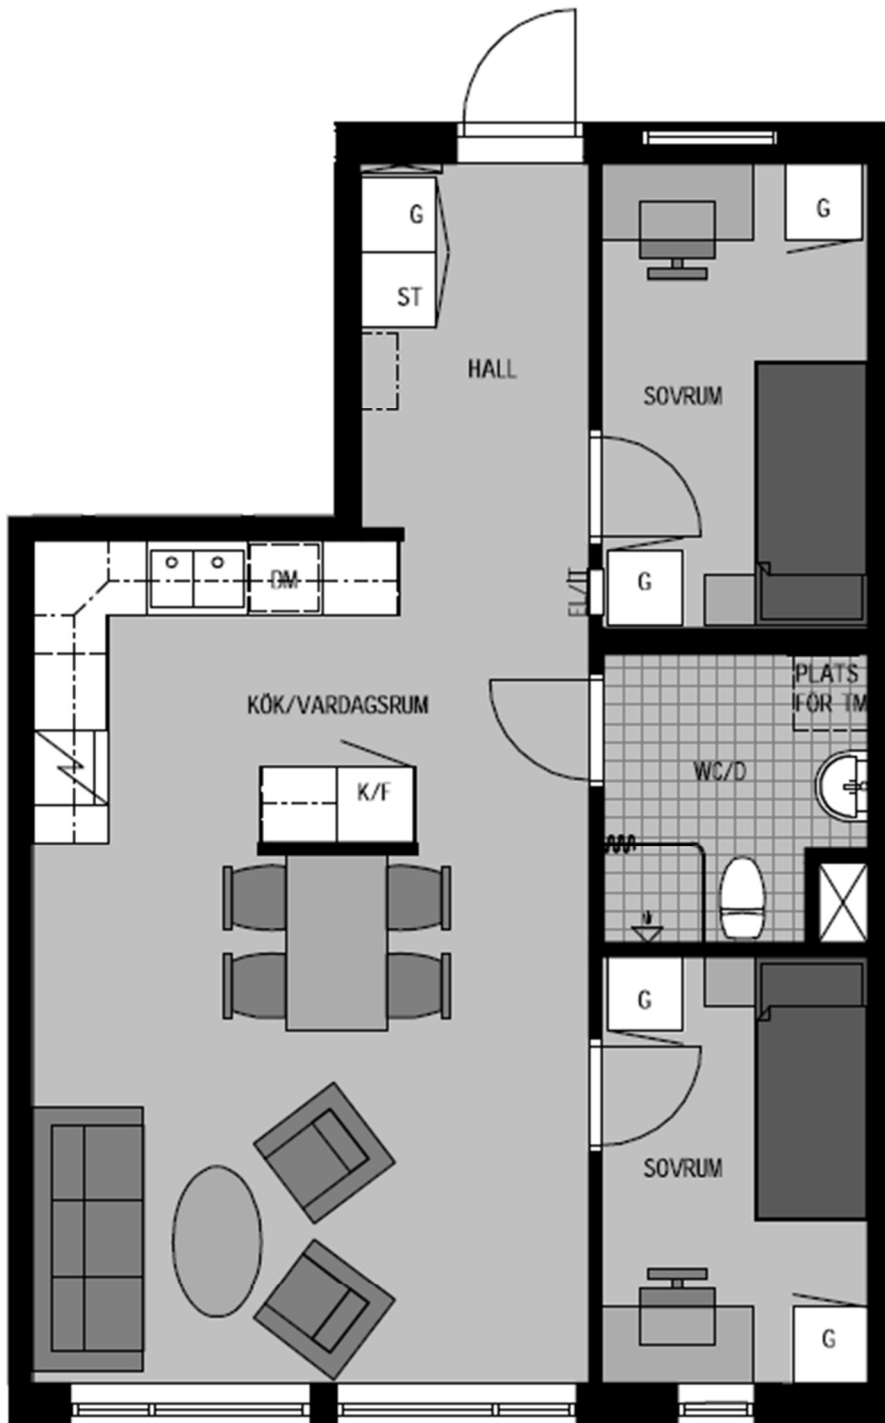 G
G
ST
HALL
SOVRUM
EL/IT
G
DM
KÖK/VARDAGSRUM
PLATS
FÖR TM
WC/D
K/F
G
SOVRUM
G